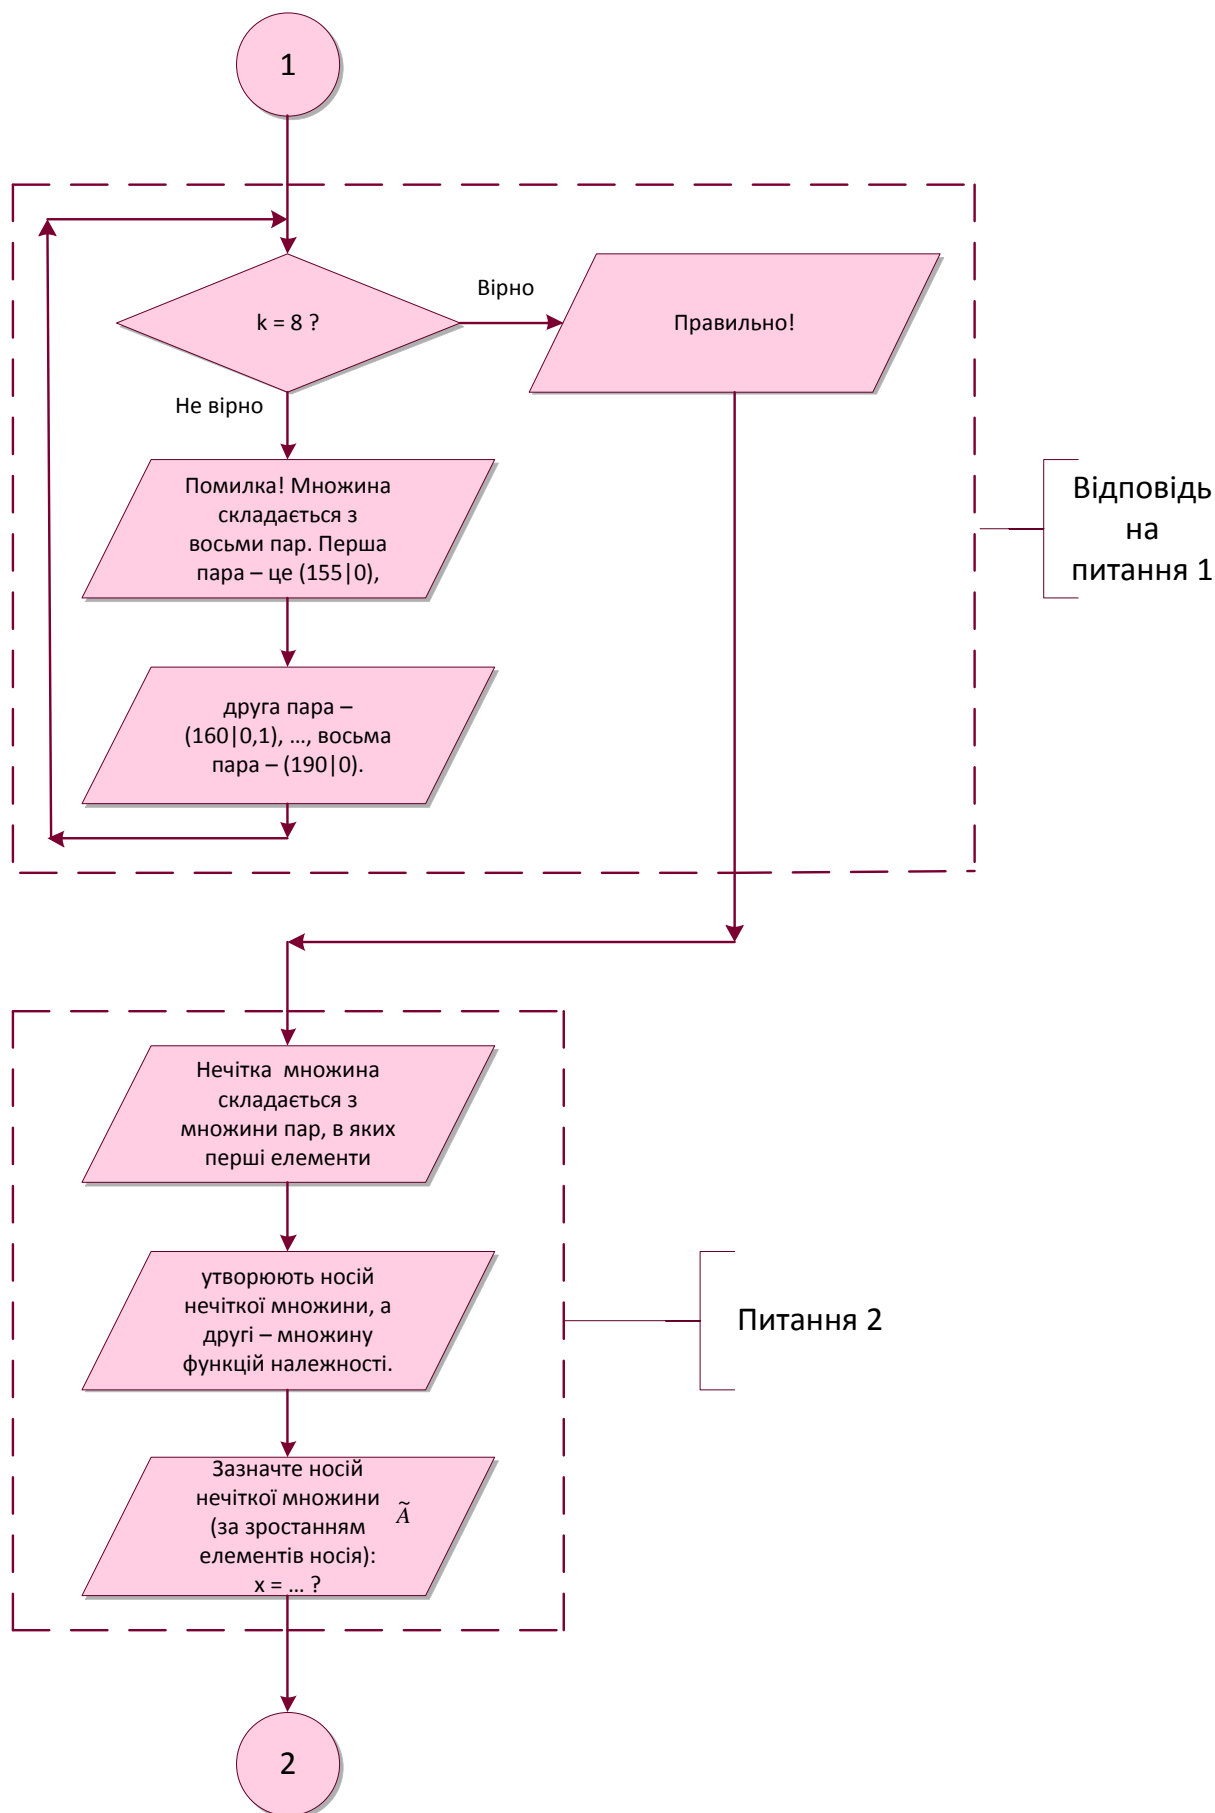 1
k = 8 ?
Вірно
Правильно!
Не вірно
Помилка! Множина
складається з
восьми пар. Перша
пара – це (155|0),
друга пара –
(160|0,1), ..., восьма
пара – (190|0).
Відповідь
на
питання 1
Нечітка  множина
складається з
множини пар, в яких
перші елементи
утворюють носій
нечіткої множини, а
другі – множину
функцій належності.
Питання 2
Зазначте носій
нечіткої множини Ã
(за зростанням
елементів носія):
x = ... ?
2